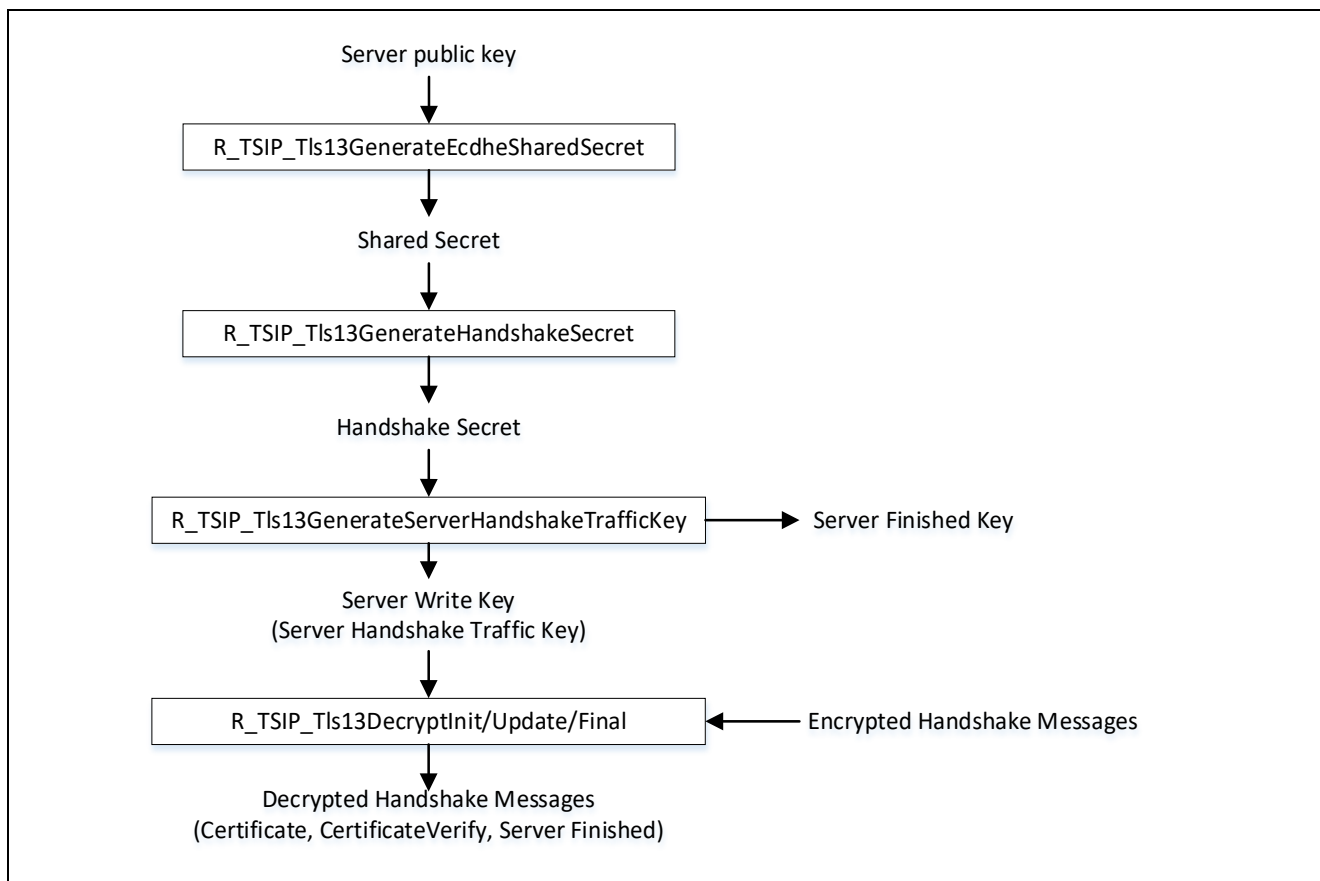 Server public key
R_TSIP_Tls13GenerateEcdheSharedSecret
Shared Secret
R_TSIP_Tls13GenerateHandshakeSecret
Handshake Secret
R_TSIP_Tls13GenerateServerHandshakeTrafficKey
Server Finished Key
Server Write Key
(Server Handshake Traffic Key)
R_TSIP_Tls13DecryptInit/Update/Final
Encrypted Handshake Messages
Decrypted Handshake Messages
(Certificate, CertificateVerify, Server Finished)